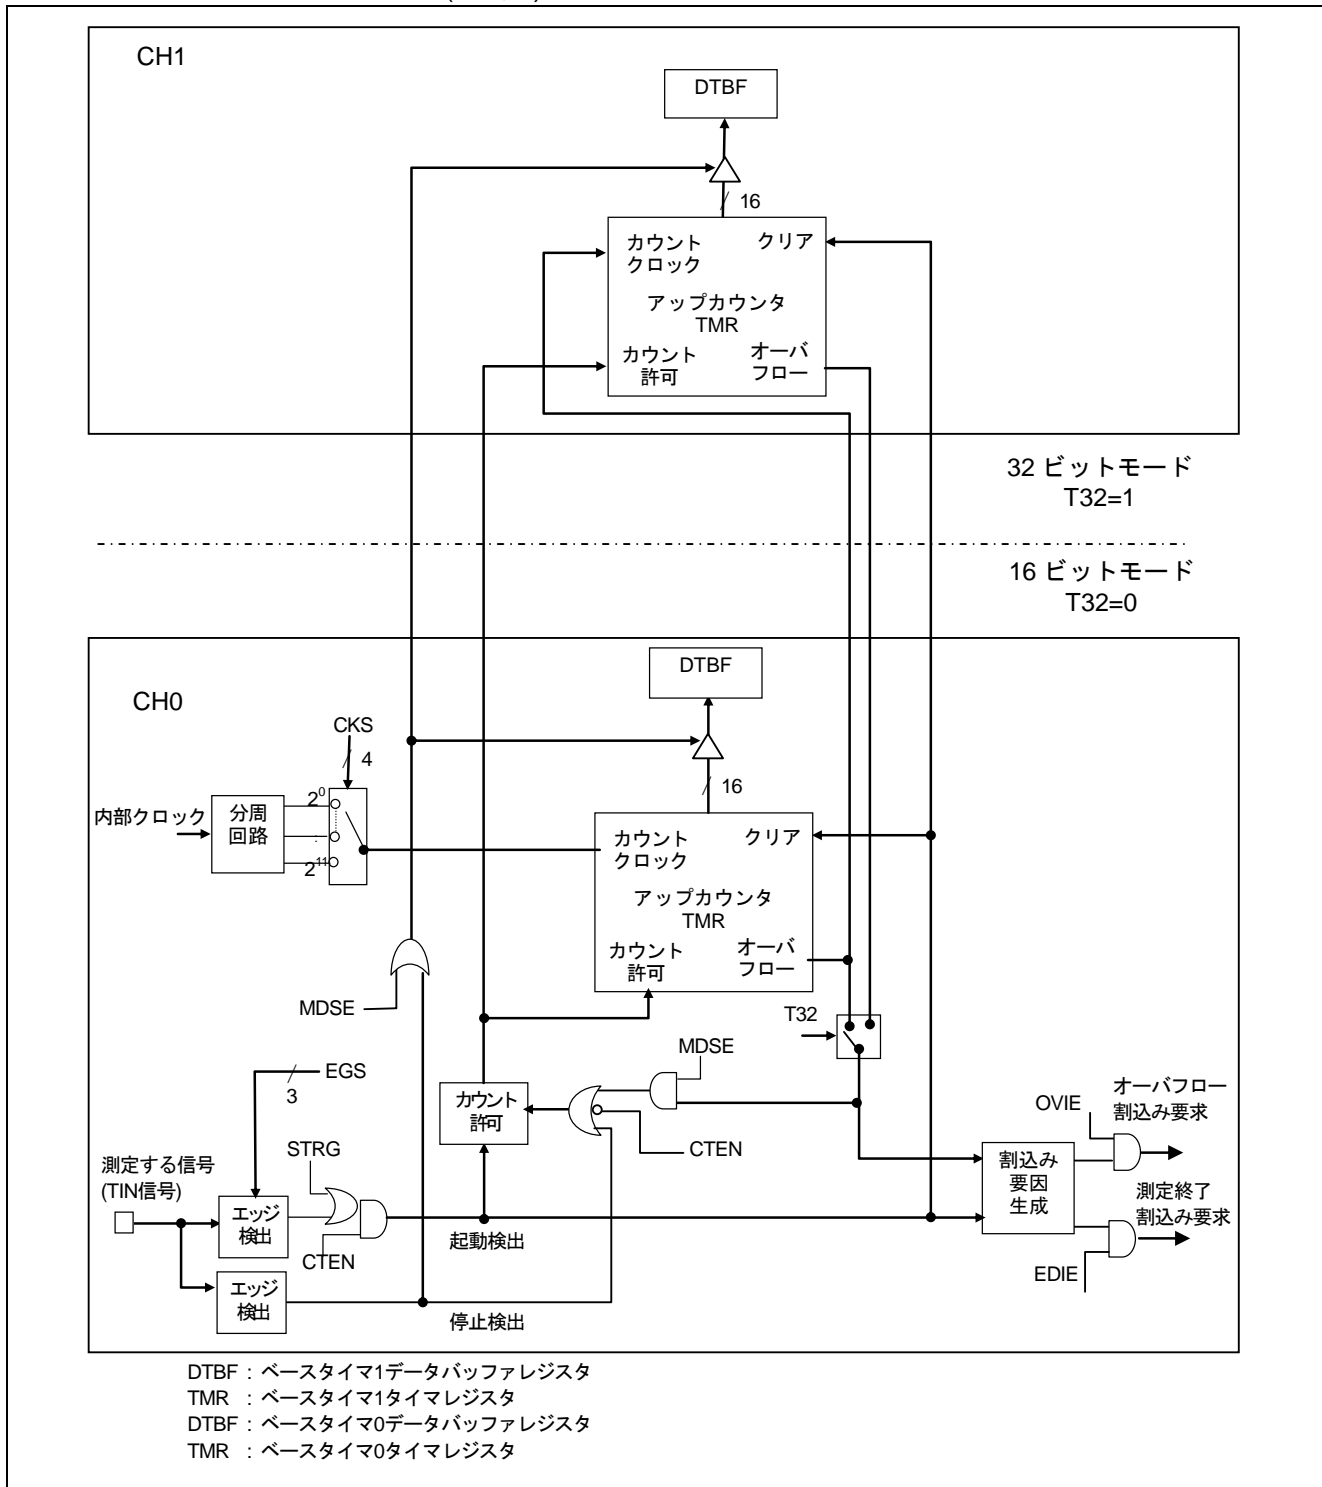 CH1
DTBF
16
カウント
クロック
クリア
アップカウンタ
TMR
カウント
許可
オーバ
フロー
32 ビットモード
T32=1
16 ビットモード
T32=0
CH0
DTBF
CKS
4
16
内部クロック
分周
回路
2^0
:
2^11
カウント
クロック
クリア
アップカウンタ
TMR
カウント
許可
オーバ
フロー
MDSE
T32
MDSE
EGS
3
カウント
許可
CTEN
STRG
測定する信号
(TIN信号)
エッジ
検出
CTEN
起動検出
エッジ
検出
停止検出
OVIE
オーバフロー
割込み要求
割込み
要因
生成
測定終了
割込み要求
EDIE
DTBF : ベースタイマ1データバッファレジスタ
TMR : ベースタイマ1タイマレジスタ
DTBF : ベースタイマ0データバッファレジスタ
TMR : ベースタイマ0タイマレジスタ